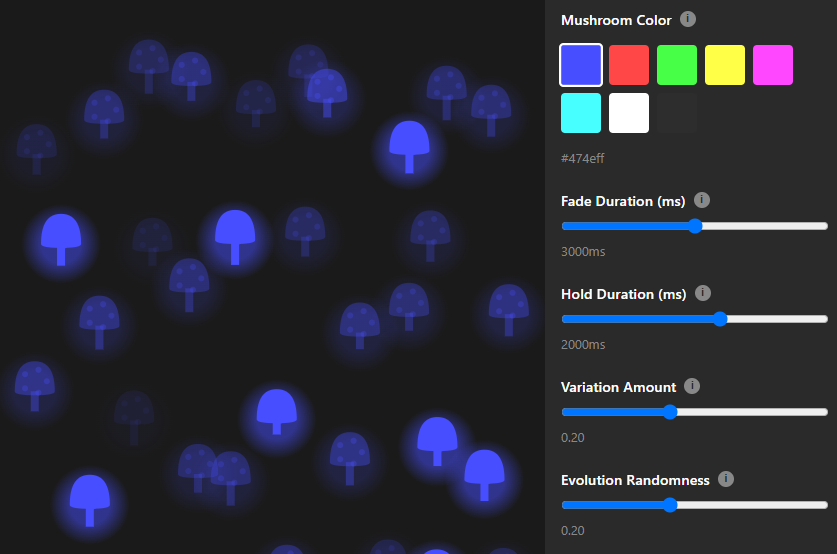 Mushroom Color i
#474eff
Fade Duration (ms) i
3000ms
Hold Duration (ms) i
2000ms
Variation Amount i
0.20
Evolution Randomness i
0.20